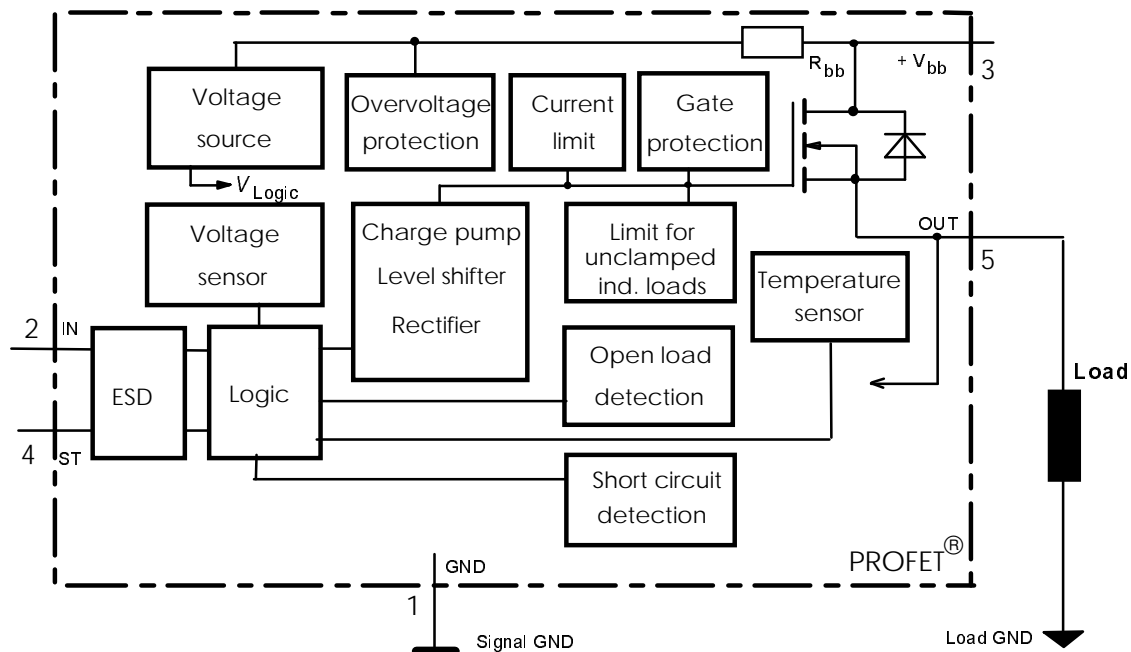 R bb
+ V bb
3
Voltage
source
Overvoltage
protection
Current
limit
Gate
protection
V Logic
Voltage
sensor
Charge pump
Level shifter
Rectifier
Limit for
unclamped
ind. loads
OUT
5
Temperature
sensor
2
IN
ESD
Logic
Open load
detection
Load
4
ST
Short circuit
detection
PROFET®
GND
1
Signal GND
Load GND